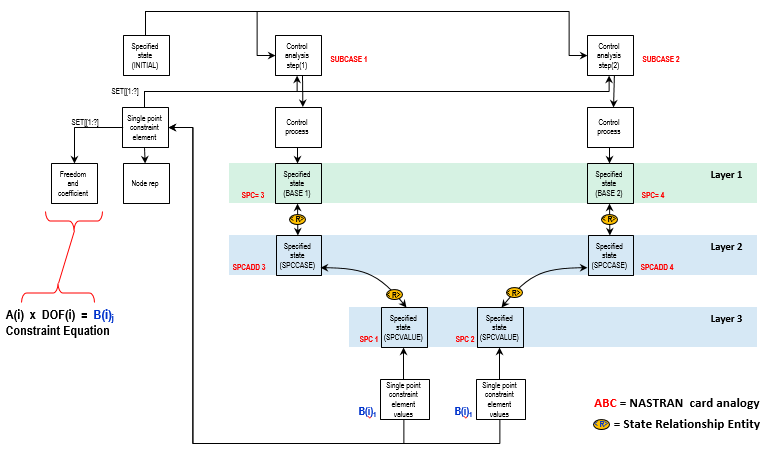 Specified
state
(INITIAL)
Control
analysis
step(1)
SUBCASE 1
Control
analysis
step(2)
SUBCASE 2
SET[[1:?]
SET[[1:?]
Single point
constraint
element
Control
process
Control
process
Freedom
and
coefficient
Node rep
Specified
state
(BASE 1)
SPC= 3
Specified
state
(BASE 2)
SPC= 4
Layer 1
<R>
<R>
Specified
state
(SPCCASE)
SPCADD 3
Specified
state
(SPCCASE)
SPCADD 4
Layer 2
<R>
<R>
A(i) x DOF(i) = B(i)j
Constraint Equation
Specified
state
(SPCVALUE)
SPC 1
Specified
state
(SPCVALUE)
SPC 2
Layer 3
Single point
constraint
element
values
B(i)1
Single point
constraint
element
values
B(i)1
ABC = NASTRAN card analogy
<R> = State Relationship Entity